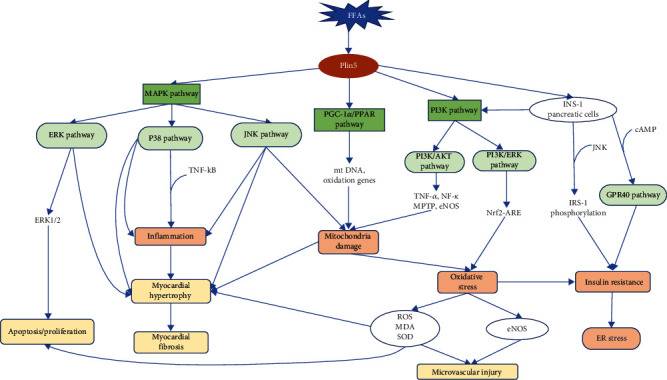 FFAs
Plin5
MAPK pathway
PGC-1α/PPAR
pathway
PI3K pathway
INS-1
pancreatic cells
ERK pathway
P38 pathway
JNK pathway
cAMP
JNK
PI3K/AKT
pathway
PI3K/ERK
pathway
TNF-kB
mt DNA,
oxidation genes
GPR40 pathway
TNF-α, NF-κ
MPTP, eNOS
IRS-1
phosphorylation
ERK1/2
Nrf2-ARE
Inflammation
Mitochondria
damage
Myocardial
hypertrophy
Oxidative
stress
Insulin resistance
Apoptosis/proliferation
Myocardial
fibrosis
ROS
MDA
SOD
eNOS
ER stress
Microvascular injury